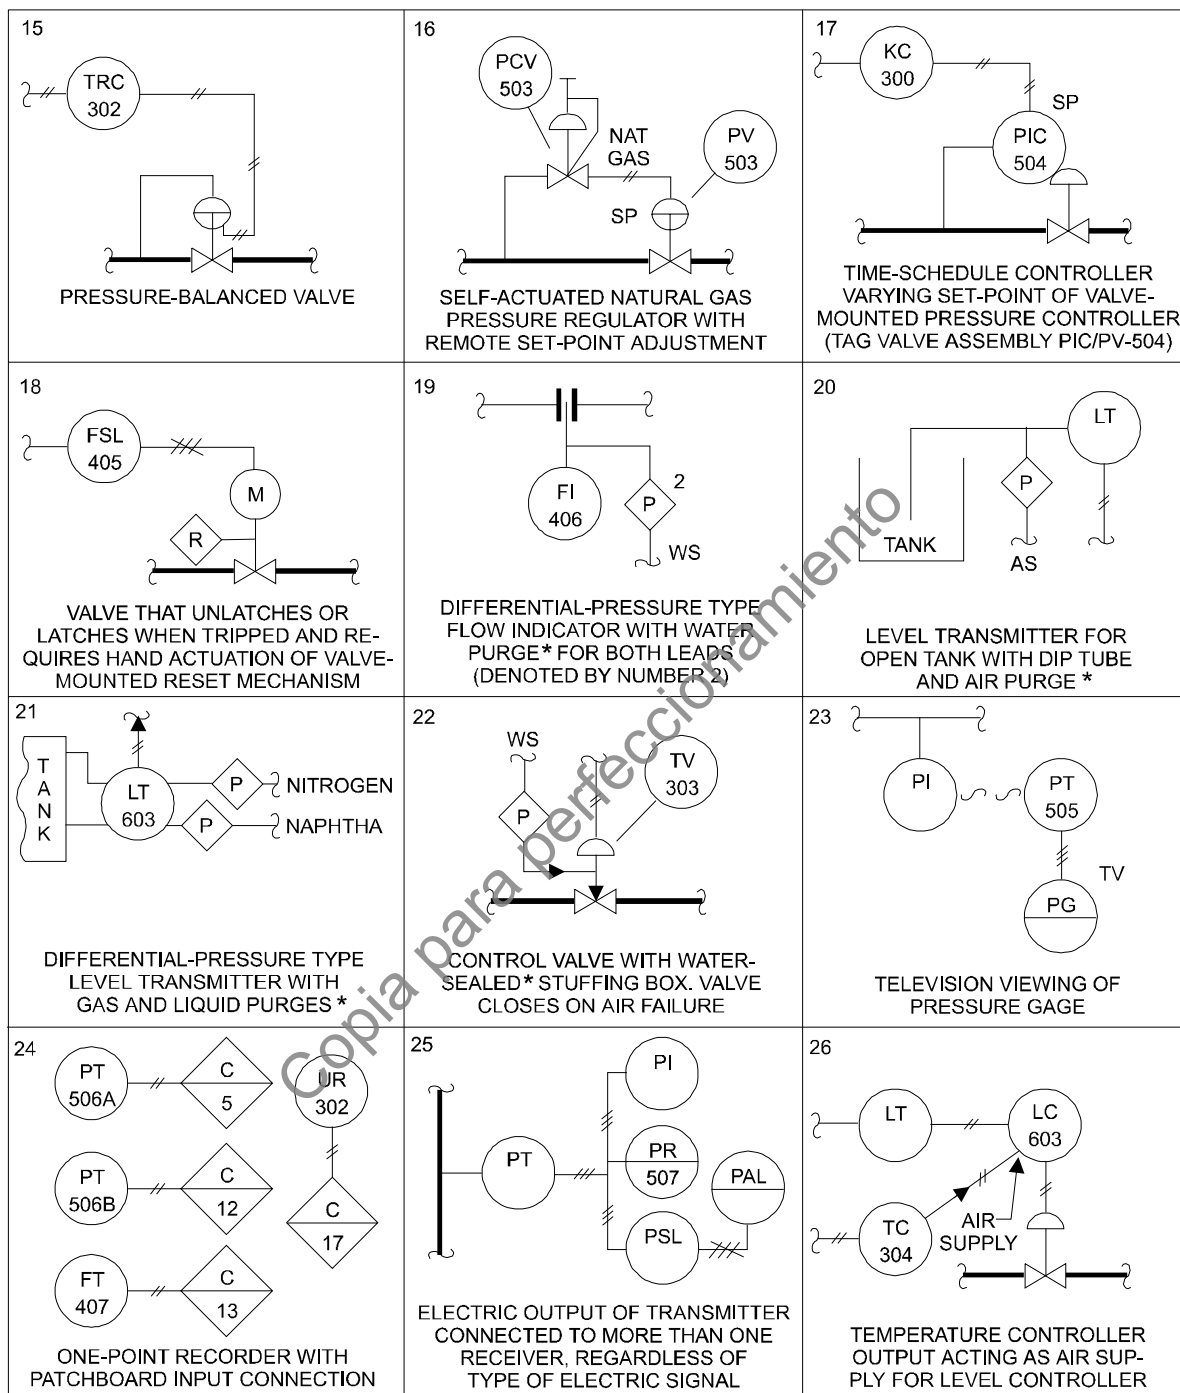 15
TRC
302
PRESSURE-BALANCED VALVE
16
PCV
503
NAT
GAS
PV
503
SP
SELF-ACTUATED NATURAL GAS
PRESSURE REGULATOR WITH
REMOTE SET-POINT ADJUSTMENT
17
KC
300
SP
PIC
504
TIME-SCHEDULE CONTROLLER
VARYING SET-POINT OF VALVE-
MOUNTED PRESSURE CONTROLLER
(TAG VALVE ASSEMBLY PIC/PV-504)
18
FSL
405
M
R
VALVE THAT UNLATCHES OR
LATCHES WHEN TRIPPED AND RE-
QUIRES HAND ACTUATION OF VALVE-
MOUNTED RESET MECHANISM
19
FI
406
2
P
WS
DIFFERENTIAL-PRESSURE TYPE
FLOW INDICATOR WITH WATER
PURGE* FOR BOTH LEADS
(DENOTED BY NUMBER 2)
20
LT
P
TANK
AS
LEVEL TRANSMITTER FOR
OPEN TANK WITH DIP TUBE
AND AIR PURGE *
21
TANK
LT
603
P
NITROGEN
P
NAPHTHA
DIFFERENTIAL-PRESSURE TYPE
LEVEL TRANSMITTER WITH
GAS AND LIQUID PURGES *
22
WS
P
TV
303
CONTROL VALVE WITH WATER-
SEALED* STUFFING BOX. VALVE
CLOSES ON AIR FAILURE
23
PI
PT
505
TV
PG
TELEVISION VIEWING OF
PRESSURE GAGE
24
PT
506A
C
5
UR
302
PT
506B
C
12
C
17
FT
407
C
13
ONE-POINT RECORDER WITH
PATCHBOARD INPUT CONNECTION
25
PI
PT
PR
507
PAL
PSL
ELECTRIC OUTPUT OF TRANSMITTER
CONNECTED TO MORE THAN ONE
RECEIVER, REGARDLESS OF
TYPE OF ELECTRIC SIGNAL
26
LT
LC
603
TC
304
AIR
SUPPLY
TEMPERATURE CONTROLLER
OUTPUT ACTING AS AIR SUP-
PLY FOR LEVEL CONTROLLER
Copia para perfeccionamiento